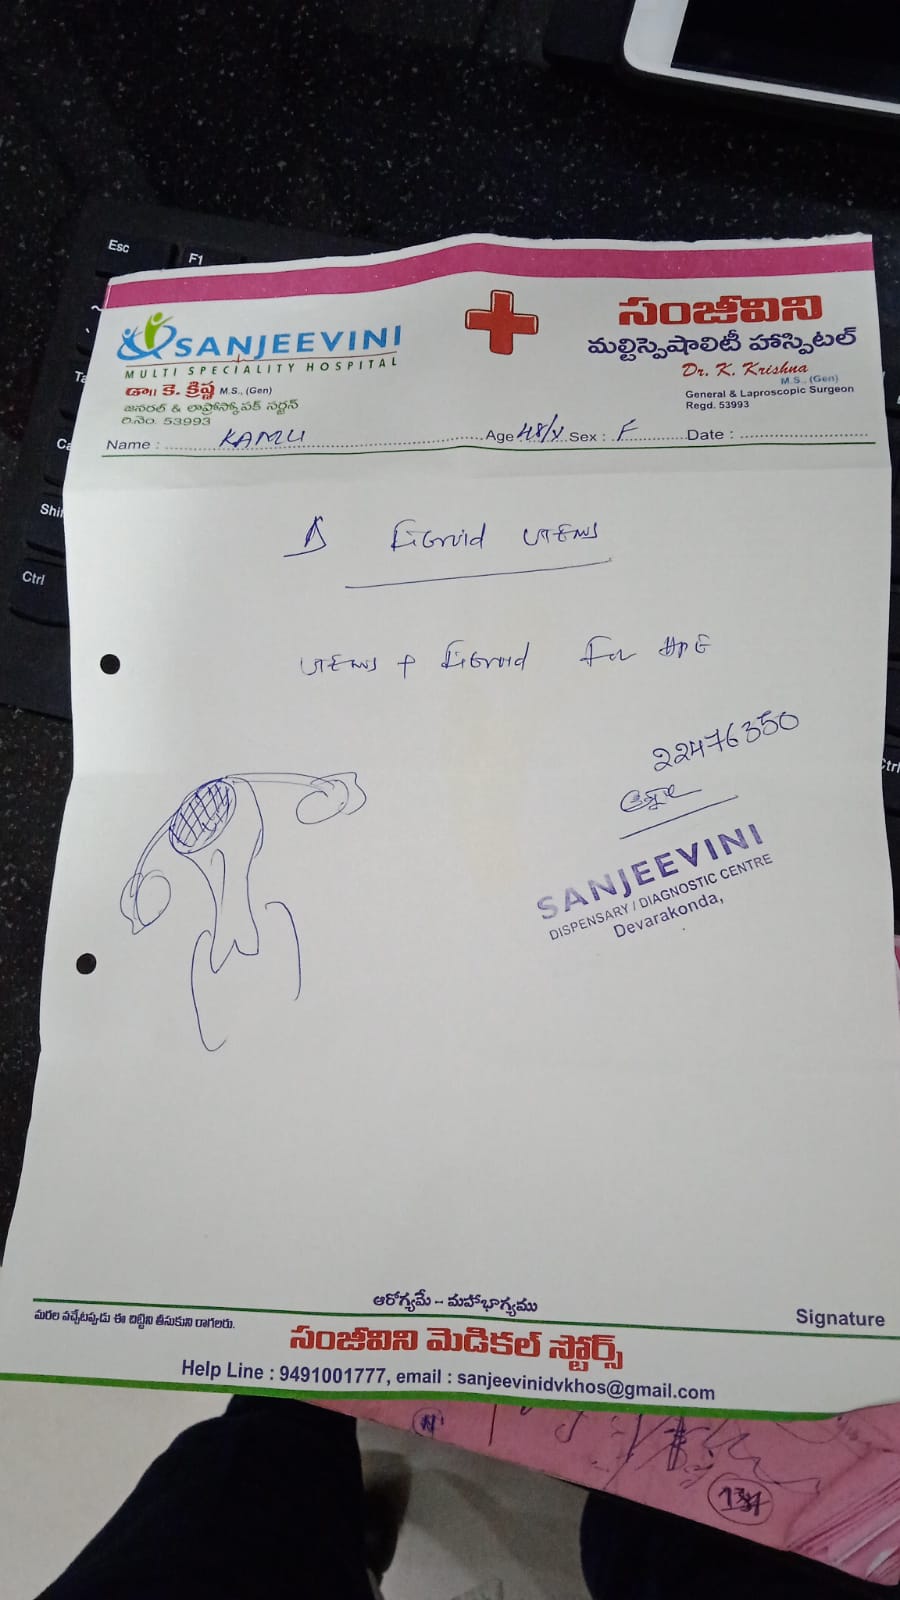 Esc
F1
Shi
Ctrl
SANJEEVINI
MULTI SPECIALITY HOSPITAL
డా॥ కె. క్రిష్ణ M.S., (Gen)
జనరల్ & లాప్రోస్కోపిక్ సర్జన్
రి.నెం. 53993
సంజీవిని
మల్టిస్పెషాలిటీ హాస్పిటల్
Dr. K. Krishna
M.S., (Gen)
General & Laproscopic Surgeon
Regd. 53993
Name : KAMLI Age 48/Y Sex : F Date :
Δ Fibroid uterus
uterus + Fibroid For HPE
22476350
SANJEEVINI
DISPENSARY / DIAGNOSTIC CENTRE
Devarakonda,
ఆరోగ్యమే – మహాభాగ్యము
మరల వచ్చేటప్పుడు ఈ చిట్టిని తీసుకుని రాగలరు.
Signature
సంజీవిని మెడికల్ స్టోర్స్
Help Line : 9491001777, email : sanjeevinidvkhos@gmail.com